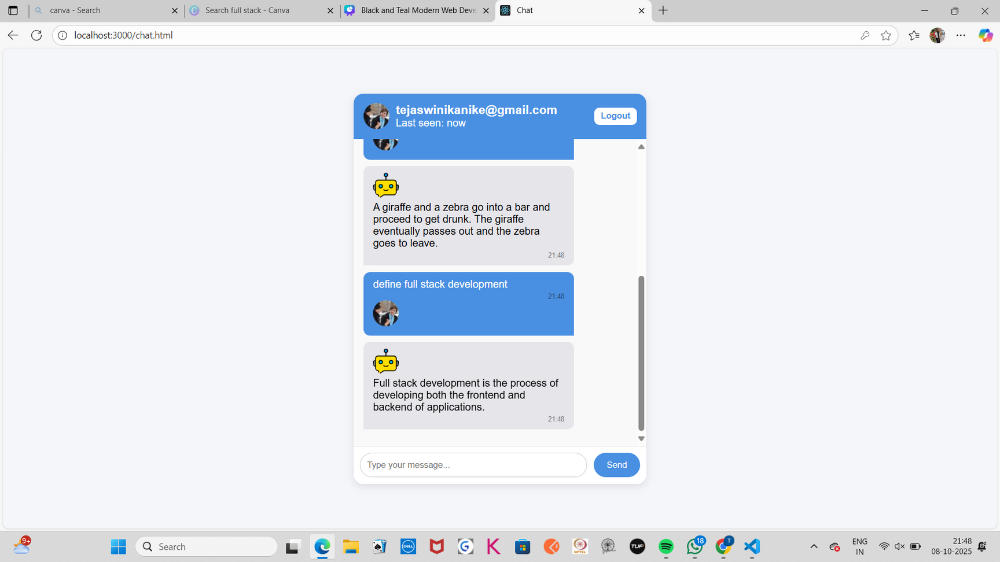 canva - Search
Search full stack - Canva
Black and Teal Modern Web Deve
Chat
localhost:3000/chat.html
tejaswinikanike@gmail.com
Last seen: now
Logout
A giraffe and a zebra go into a bar and
proceed to get drunk. The giraffe
eventually passes out and the zebra
goes to leave.
21:48
define full stack development
21:48
Full stack development is the process of
developing both the frontend and
backend of applications.
21:48
Type your message...
Send
9+
Search
DELL
G
K
NPTEL
TUF
18
T
ENG
IN
21:48
08-10-2025